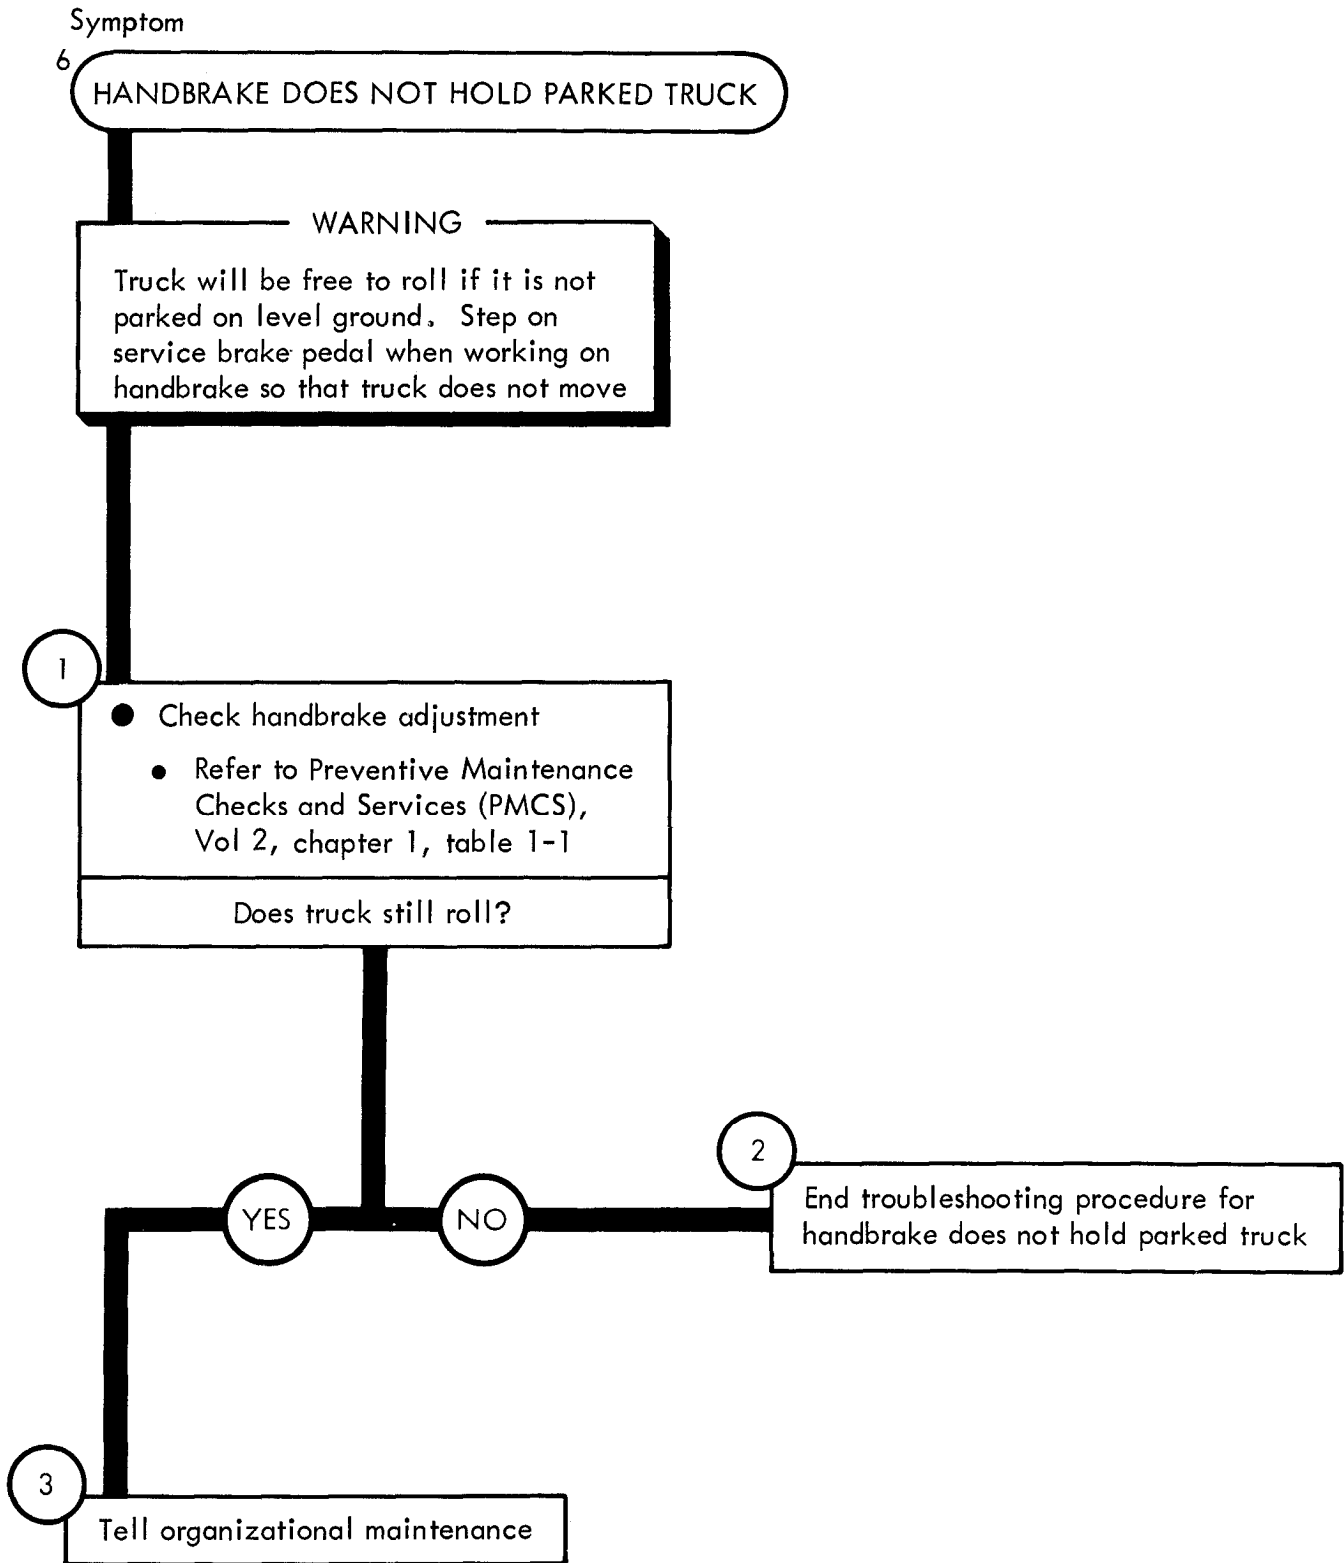 Symptom
6
HANDBRAKE DOES NOT HOLD PARKED TRUCK
WARNING
Truck will be free to roll if it is not
parked on level ground. Step on
service brake pedal when working on
handbrake so that truck does not move
1
● Check handbrake adjustment
● Refer to Preventive Maintenance
Checks and Services (PMCS),
Vol 2, chapter 1, table 1-1
Does truck still roll?
YES
NO
2
End troubleshooting procedure for
handbrake does not hold parked truck
3
Tell organizational maintenance